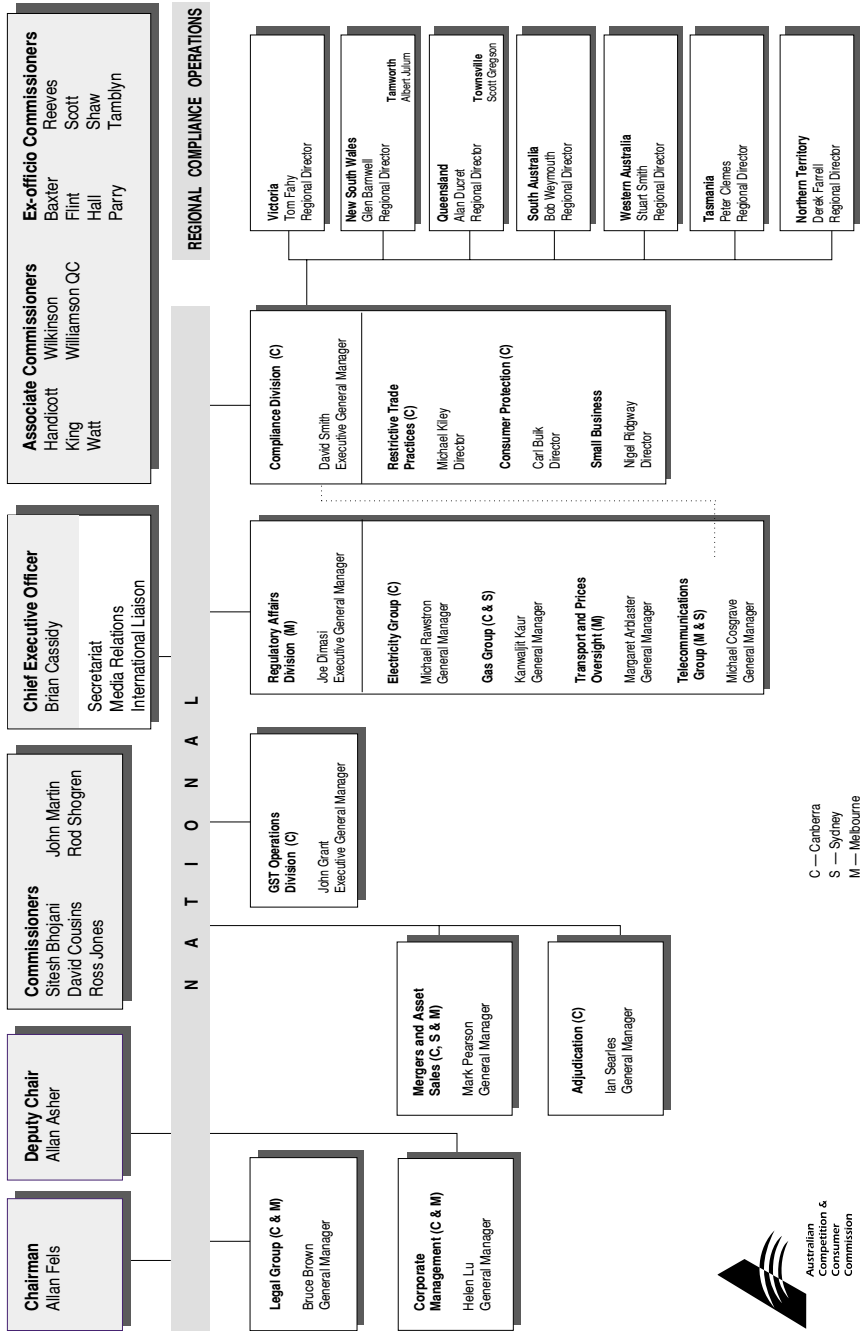 Chairman
Allan Fels
Deputy Chair
Allan Asher
Commissioners
Sitesh Bhojani John Martin
David Cousins Rod Shogren
Ross Jones
Chief Executive Officer
Brian Cassidy
Secretariat
Media Relations
International Liaison
Associate Commissioners
Handicott Wilkinson
King Williamson QC
Watt
Ex-officio Commissioners
Baxter Reeves
Flint Scott
Hall Shaw
Parry Tamblyn
N A T I O N A L
REGIONAL COMPLIANCE OPERATIONS
Legal Group (C & M)
Bruce Brown
General Manager
Corporate
Management (C & M)
Helen Lu
General Manager
Mergers and Asset
Sales (C, S & M)
Mark Pearson
General Manager
Adjudication (C)
Ian Searles
General Manager
GST Operations
Division (C)
John Grant
Executive General Manager
Regulatory Affairs
Division (M)
Joe Dimasi
Executive General Manager
Electricity Group (C)
Michael Rawstron
General Manager
Gas Group (C & S)
Kanwaljit Kaur
General Manager
Transport and Prices
Oversight (M)
Margaret Arblaster
General Manager
Telecommunications
Group (M & S)
Michael Cosgrave
General Manager
Compliance Division (C)
David Smith
Executive General Manager
Restrictive Trade
Practices (C)
Michael Kiley
Director
Consumer Protection (C)
Carl Buik
Director
Small Business
Nigel Ridgway
Director
Victoria
Tom Fahy
Regional Director
New South Wales
Glen Barnwell
Regional Director
Tamworth
Albert Julum
Queensland
Alan Ducret
Regional Director
Townsville
Scott Gregson
South Australia
Bob Weymouth
Regional Director
Western Australia
Stuart Smith
Regional Director
Tasmania
Peter Clemes
Regional Director
Northern Territory
Derek Farrell
Regional Director
Australian
Competition &
Consumer
Commission
C — Canberra
S — Sydney
M — Melbourne